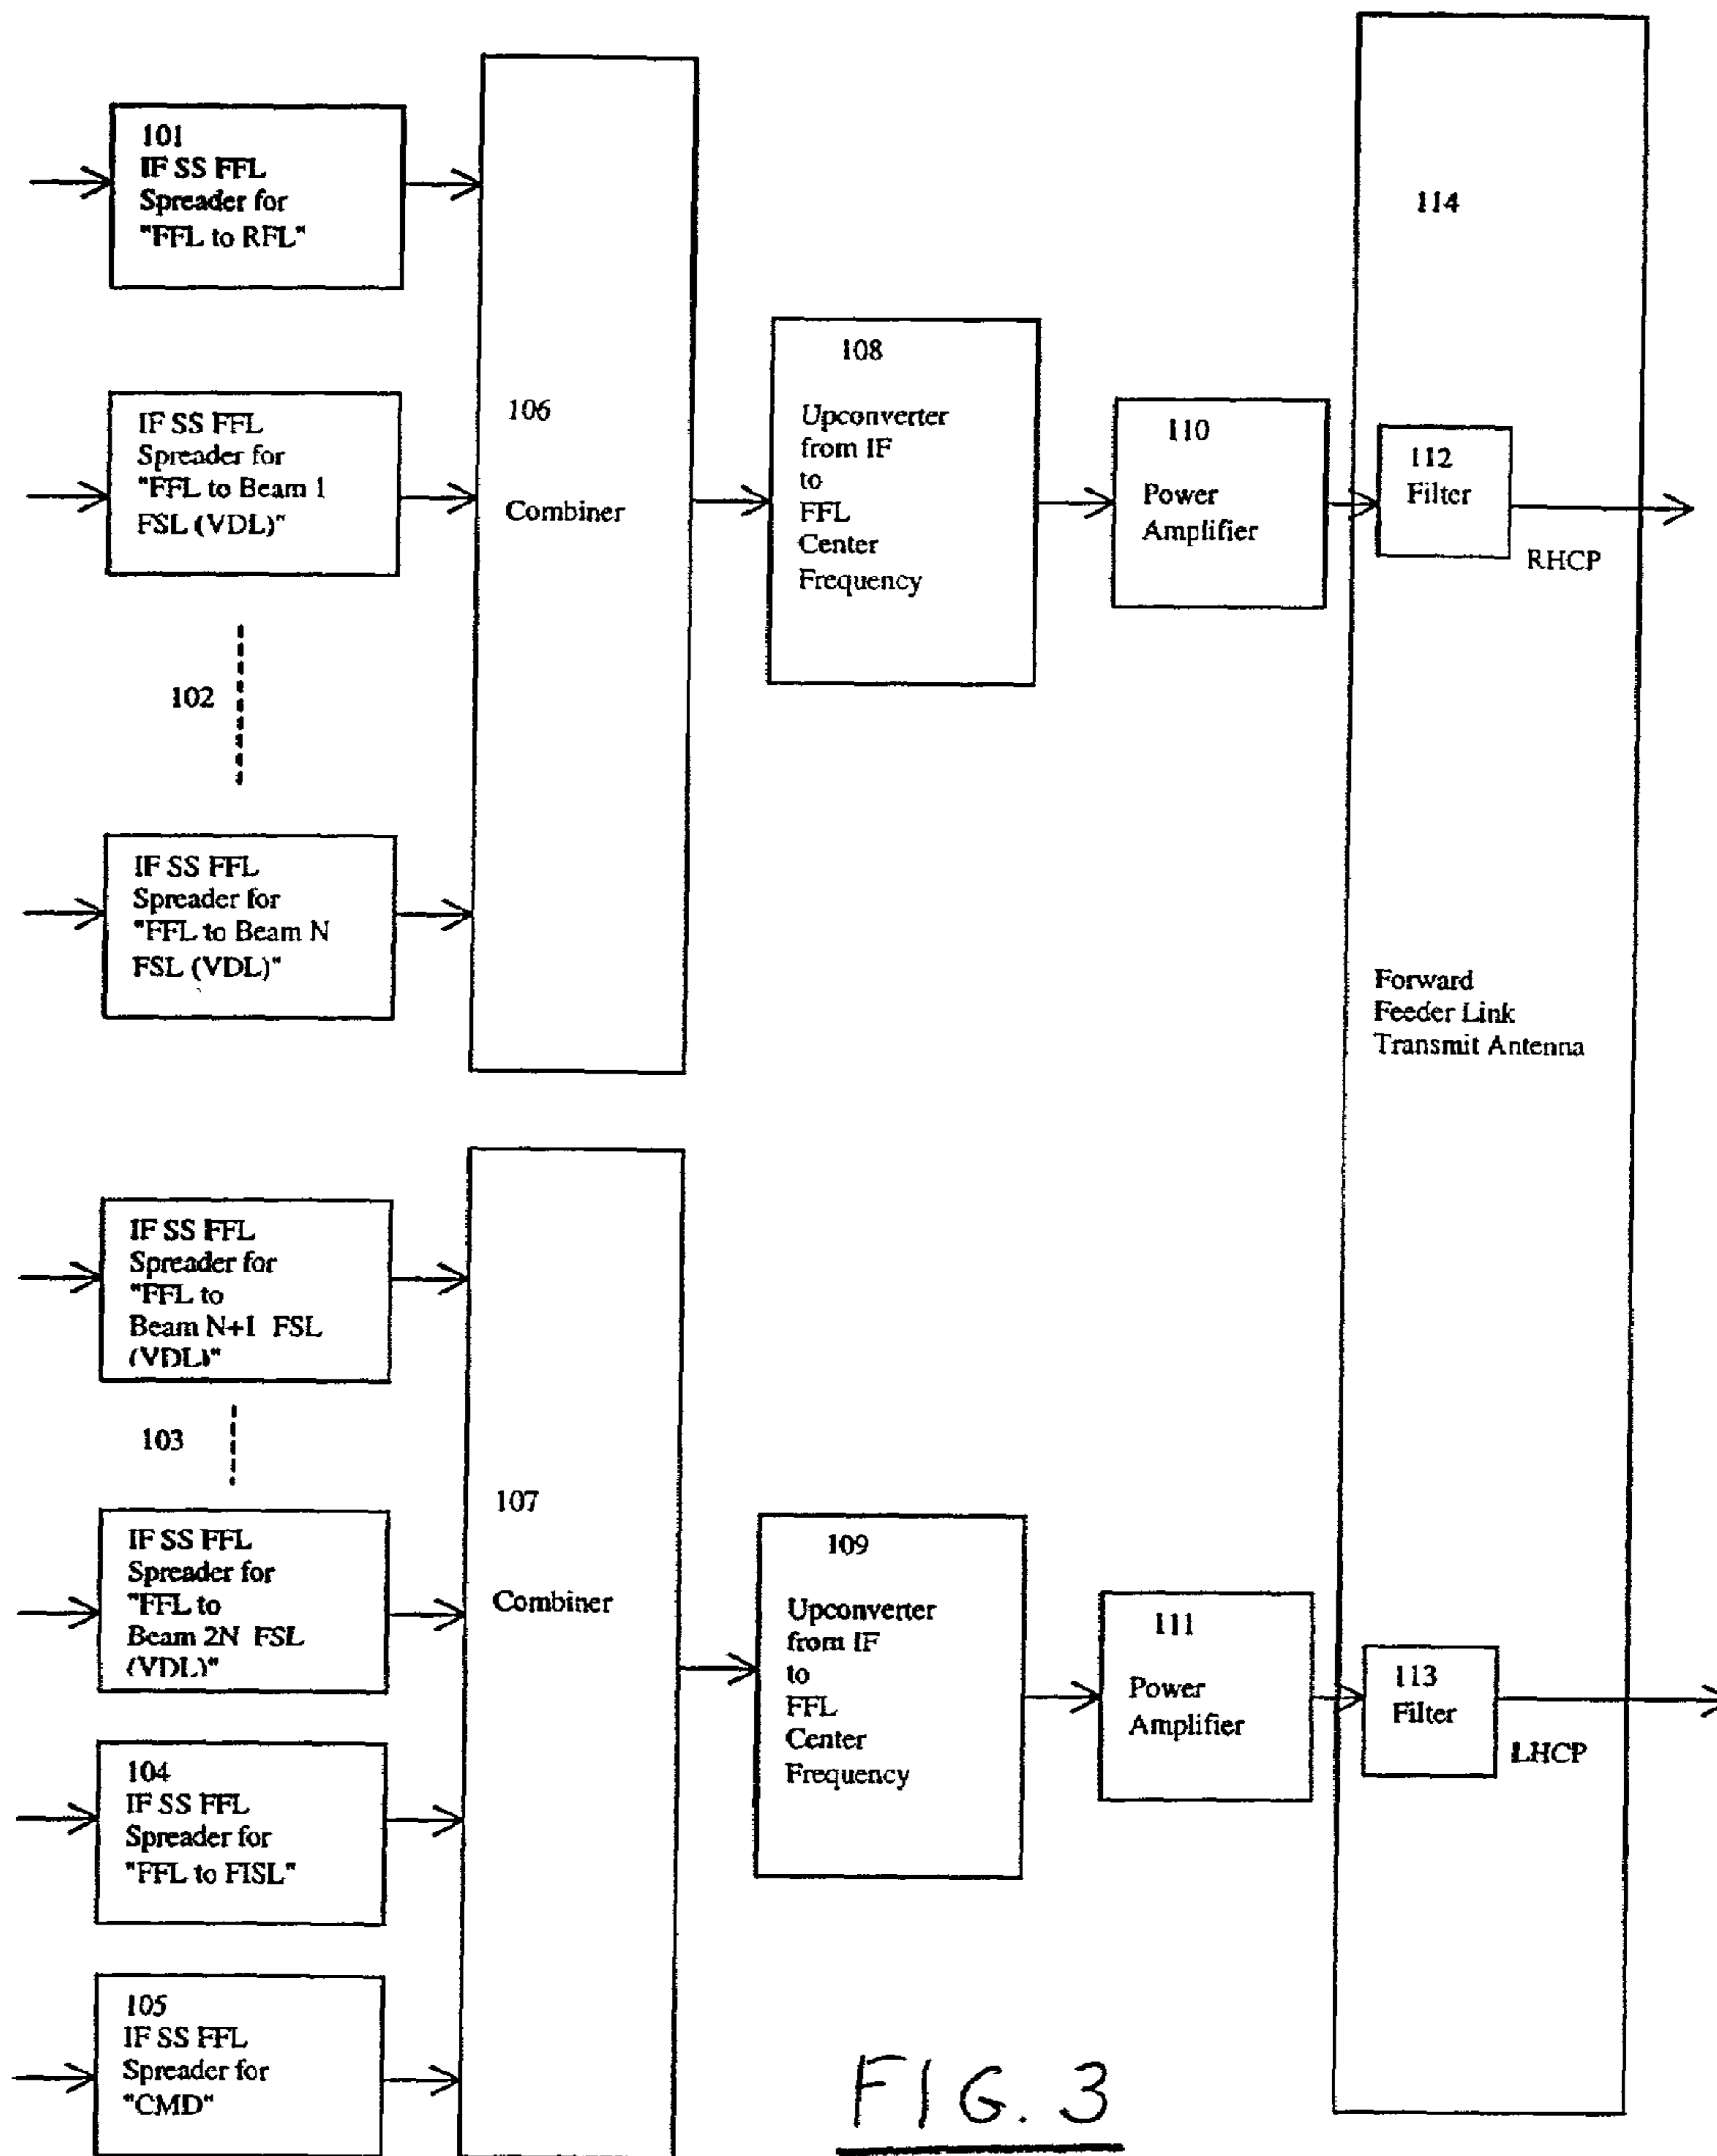 101
IF SS FFL
Spreader for
"FFL to RFL"
IF SS FFL
Spreader for
"FFL to Beam 1
FSL (VDL)"
102
IF SS FFL
Spreader for
"FFL to Beam N
FSL (VDL)"
106
Combiner
108
Upconverter
from IF
to
FFL
Center
Frequency
110
Power
Amplifier
112
Filter
RHCP
114
Forward
Feeder Link
Transmit Antenna
IF SS FFL
Spreader for
"FFL to
Beam N+1 FSL
(VDL)"
103
IF SS FFL
Spreader for
"FFL to
Beam 2N FSL
(VDL)"
104
IF SS FFL
Spreader for
"FFL to FISL"
105
IF SS FFL
Spreader for
"CMD"
107
Combiner
109
Upconverter
from IF
to
FFL
Center
Frequency
111
Power
Amplifier
113
Filter
LHCP
FIG. 3